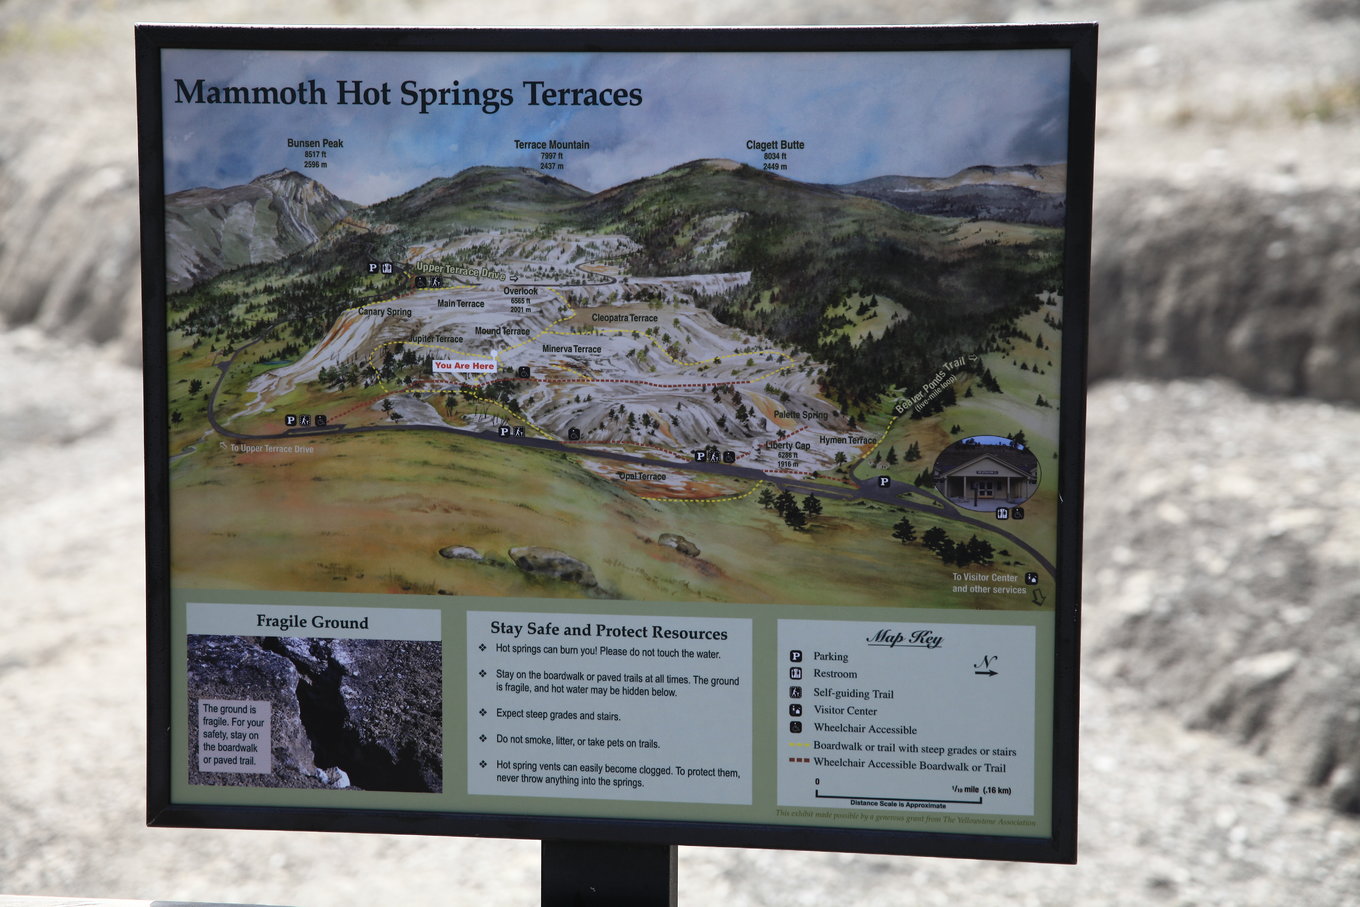 Mammoth Hot Springs Terraces
Bunsen Peak
8517 ft
2596 m
Terrace Mountain
7997 ft
2437 m
Clagett Butte
8034 ft
2449 m
P
Upper Terrace Drive
Overlook
6565 ft
2001 m
Main Terrace
Canary Spring
Cleopatra Terrace
Mound Terrace
Jupiter Terrace
Minerva Terrace
You Are Here
Beaver Ponds Trail
(five-mile loop)
Palette Spring
P
P
Hymen Terrace
Liberty Cap
6288 ft
1916 m
To Upper Terrace Drive
P
Opal Terrace
P
To Visitor Center
and other services
Fragile Ground
The ground is
fragile. For your
safety, stay on
the boardwalk
or paved trail.
Stay Safe and Protect Resources
❖ Hot springs can burn you! Please do not touch the water.
❖ Stay on the boardwalk or paved trails at all times. The ground
is fragile, and hot water may be hidden below.
❖ Expect steep grades and stairs.
❖ Do not smoke, litter, or take pets on trails.
❖ Hot spring vents can easily become clogged. To protect them,
never throw anything into the springs.
Map Key
N
P Parking
Restroom
Self-guiding Trail
Visitor Center
Wheelchair Accessible
Boardwalk or trail with steep grades or stairs
Wheelchair Accessible Boardwalk or Trail
0 1/10 mile (.16 km)
Distance Scale is Approximate
This exhibit made possible by a generous grant from The Yellowstone Association